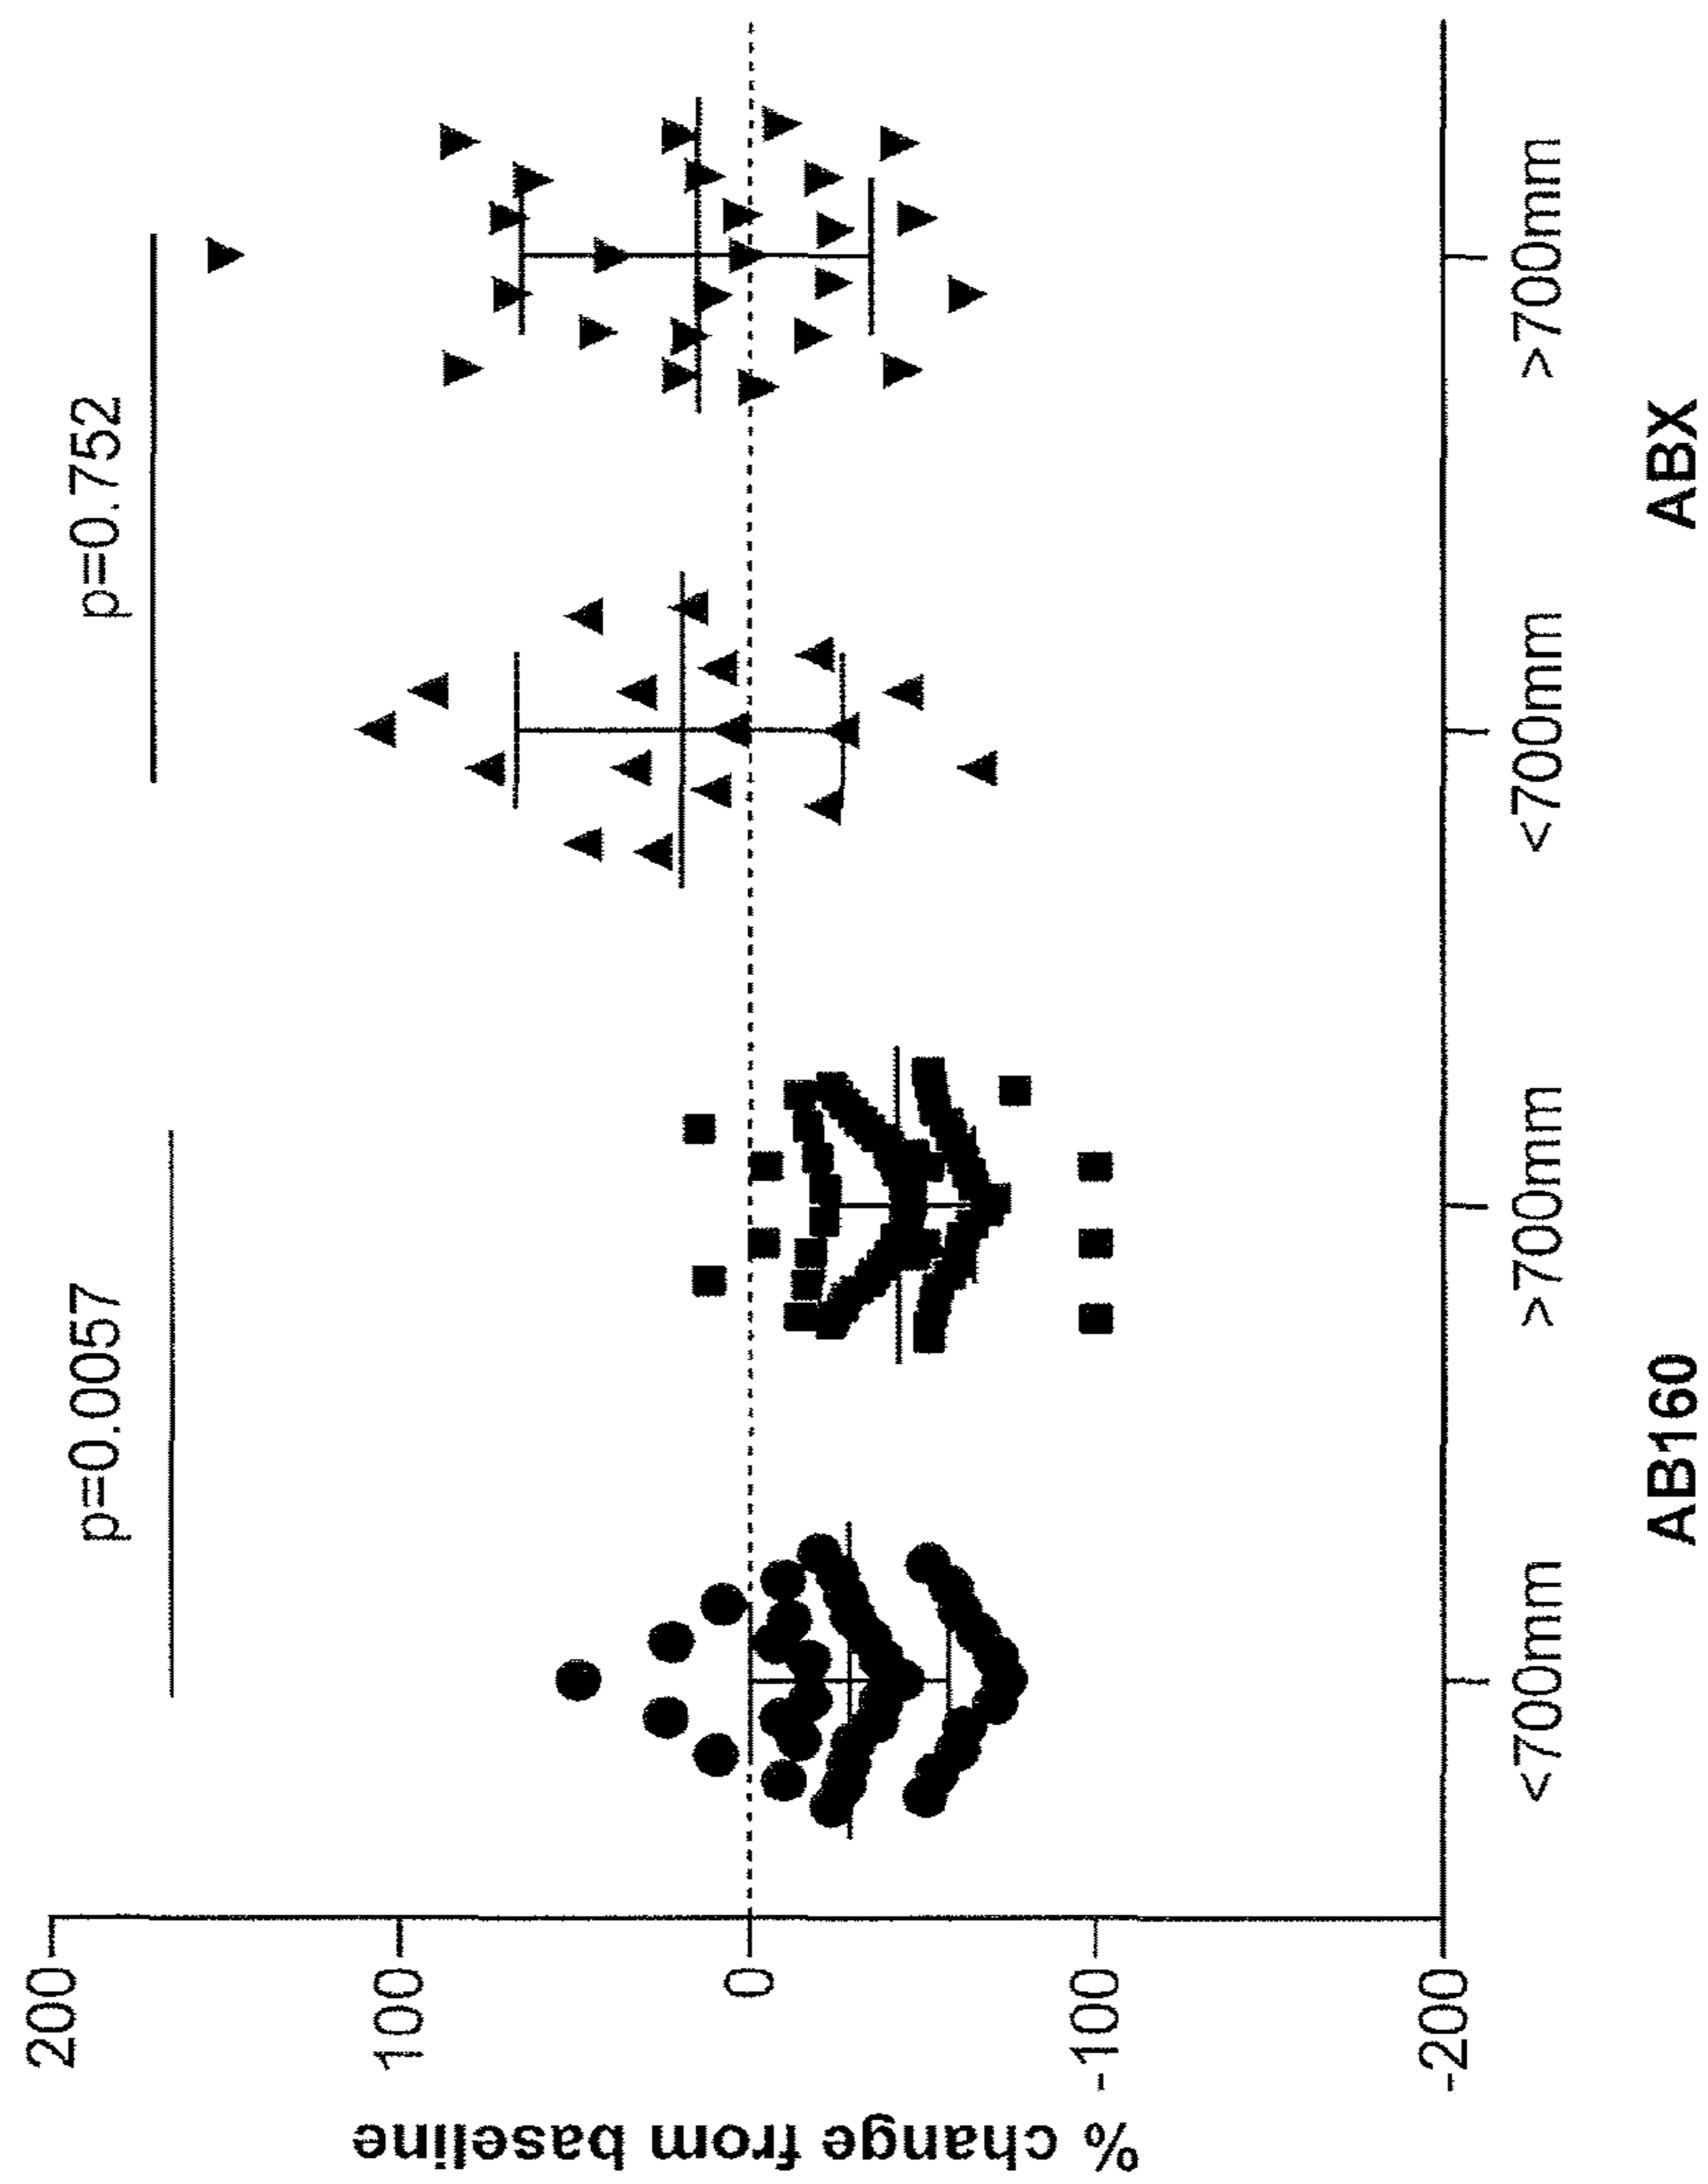 p=0.0057
p=0.752
200
100
0
-100
-200
% change from baseline
<700mm
>700mm
<700mm
>700mm
AB160
ABX